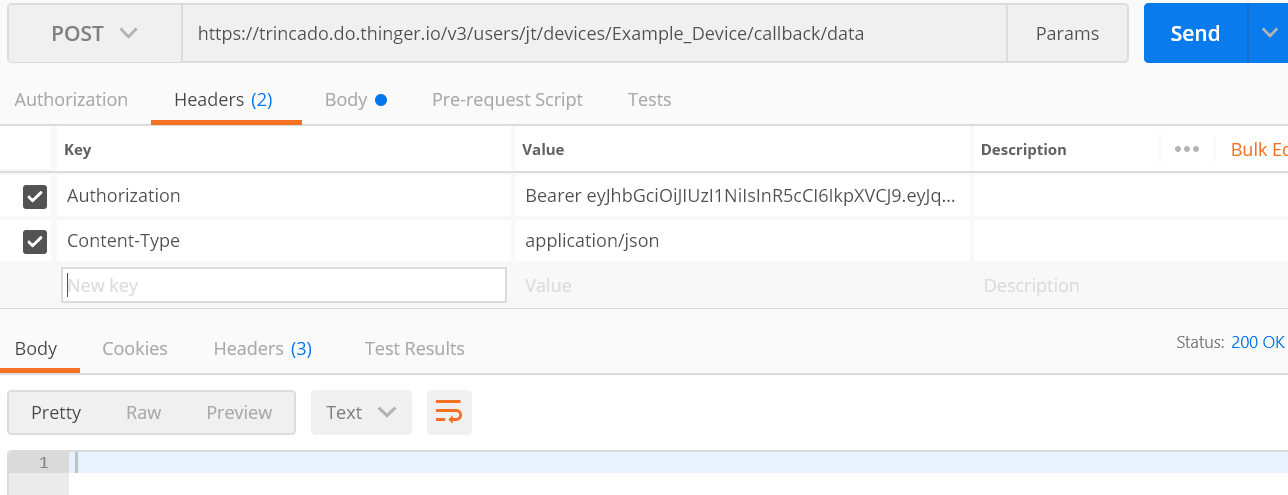 POST https://trincado.do.thinger.io/v3/users/jt/devices/Example_Device/callback/data Params Send
Authorization Headers (2) Body Pre-request Script Tests
Key Value Description ••• Bulk Ed
Authorization Bearer eyJhbGciOiJIUzI1NiIsInR5cCI6IkpXVCJ9.eyJq...
Content-Type application/json
New key Value Description
Body Cookies Headers (3) Test Results Status: 200 OK
Pretty Raw Preview Text
1